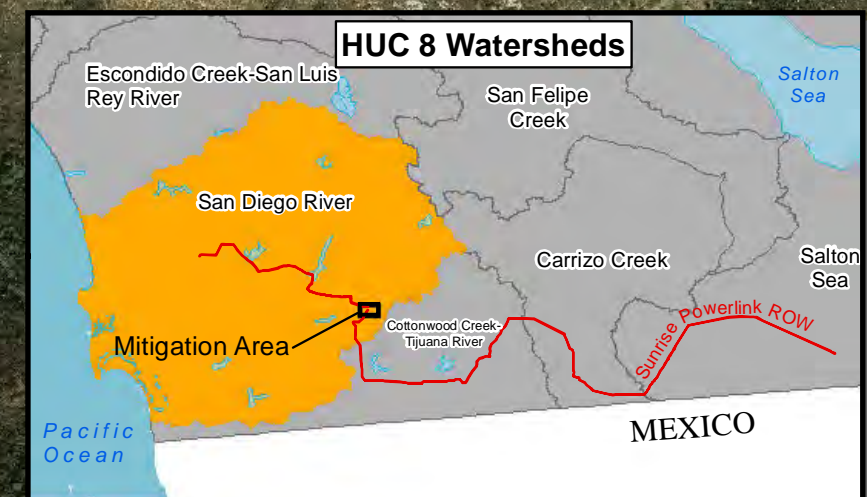 HUC 8 Watersheds
Escondido Creek-San Luis
Rey River
San Felipe
Creek
Salton
Sea
San Diego River
Carrizo Creek
Salton
Sea
Cottonwood Creek-
Tijuana River
Mitigation Area
Sunrise Powerlink ROW
Pacific
Ocean
MEXICO